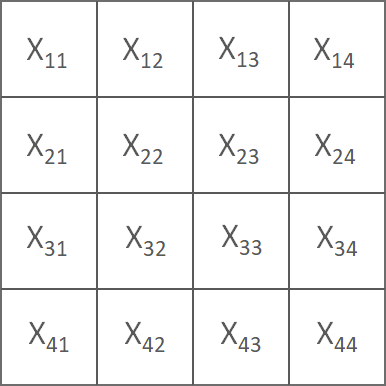 X₁₁ X₁₂ X₁₃ X₁₄
X₂₁ X₂₂ X₂₃ X₂₄
X₃₁ X₃₂ X₃₃ X₃₄
X₄₁ X₄₂ X₄₃ X₄₄